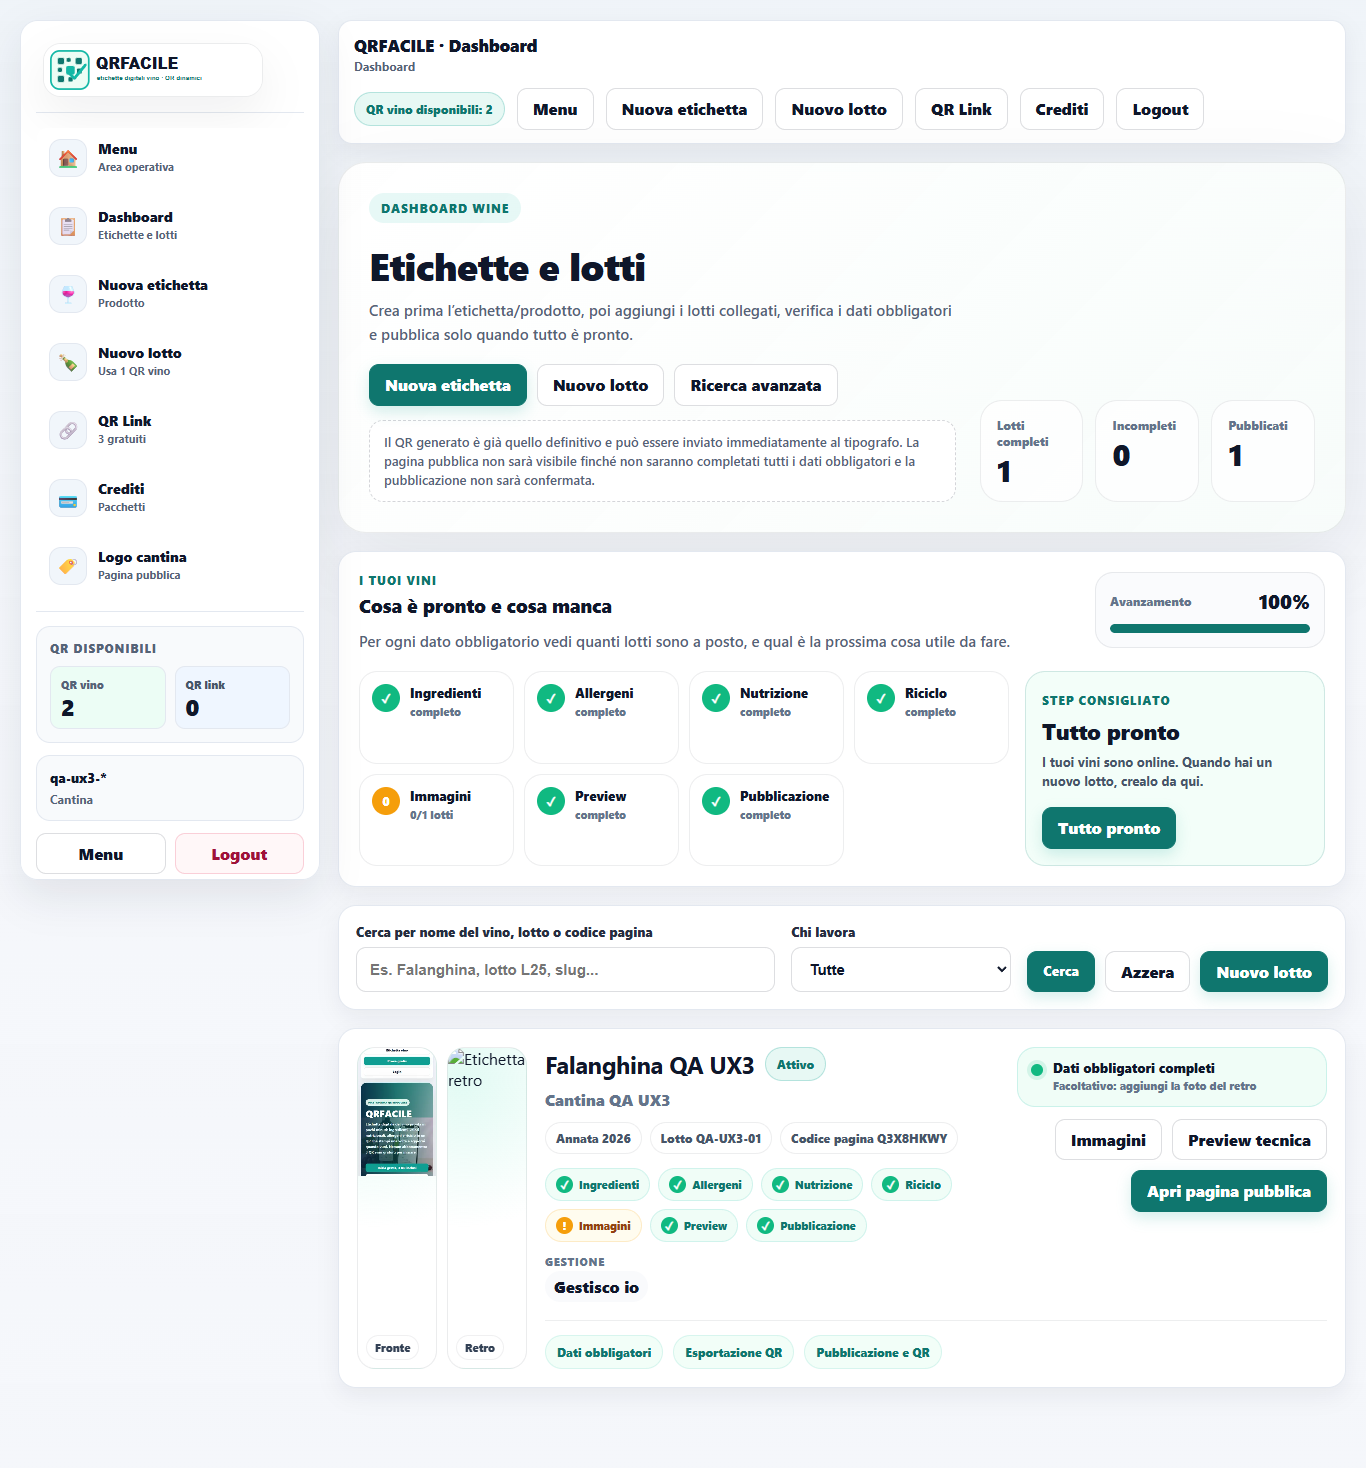 QRFACILE
etichette digitali vino · QR dinamici
Menu
Area operativa
Dashboard
Etichette e lotti
Nuova etichetta
Prodotto
Nuovo lotto
Usa 1 QR vino
QR Link
3 gratuiti
Crediti
Pacchetti
Logo cantina
Pagina pubblica
QR DISPONIBILI
QR vino
2
QR link
0
qa-ux3-*
Cantina
Menu
Logout
QRFACILE · Dashboard
Dashboard
QR vino disponibili: 2
Menu
Nuova etichetta
Nuovo lotto
QR Link
Crediti
Logout
DASHBOARD WINE
Etichette e lotti
Crea prima l’etichetta/prodotto, poi aggiungi i lotti collegati, verifica i dati obbligatori
e pubblica solo quando tutto è pronto.
Nuova etichetta
Nuovo lotto
Ricerca avanzata
Il QR generato è già quello definitivo e può essere inviato immediatamente al tipografo. La
pagina pubblica non sarà visibile finché non saranno completati tutti i dati obbligatori e la
pubblicazione non sarà confermata.
Lotti
completi
1
Incompleti
0
Pubblicati
1
I TUOI VINI
Cosa è pronto e cosa manca
Per ogni dato obbligatorio vedi quanti lotti sono a posto, e qual è la prossima cosa utile da fare.
Avanzamento
100%
Ingredienti
completo
Allergeni
completo
Nutrizione
completo
Riciclo
completo
0
Immagini
0/1 lotti
Preview
completo
Pubblicazione
completo
STEP CONSIGLIATO
Tutto pronto
I tuoi vini sono online. Quando hai un
nuovo lotto, crealo da qui.
Tutto pronto
Cerca per nome del vino, lotto o codice pagina
Es. Falanghina, lotto L25, slug...
Chi lavora
Tutte
Cerca
Azzera
Nuovo lotto
QRFACILE
Fronte
Etichetta
retro
Retro
Falanghina QA UX3
Attivo
Cantina QA UX3
Annata 2026
Lotto QA-UX3-01
Codice pagina Q3X8HKWY
Ingredienti
Allergeni
Nutrizione
Riciclo
!
Immagini
Preview
Pubblicazione
GESTIONE
Gestisco io
Dati obbligatori
Esportazione QR
Pubblicazione e QR
Dati obbligatori completi
Facoltativo: aggiungi la foto del retro
Immagini
Preview tecnica
Apri pagina pubblica